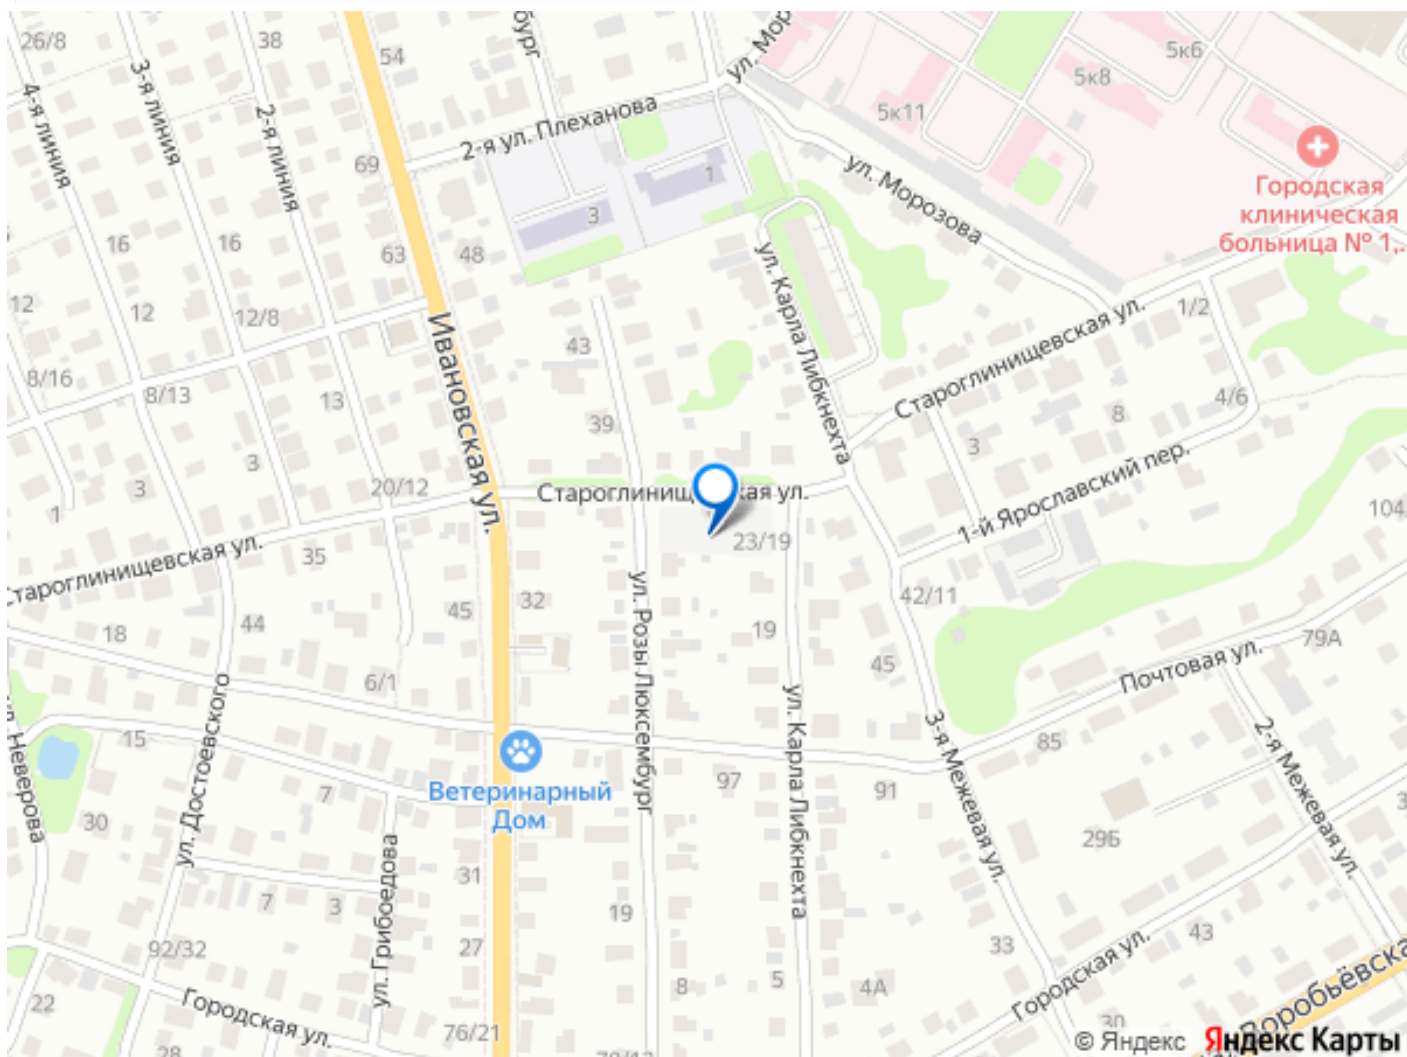 26/8
38
54
бург
ул. Мор
5к6
5к8
5к11
4-я линия
3-я линия
2-я линия
2-я ул. Плеханова
69
1
3
ул. Морозова
Городская
клиническая
больница № 1,..
16
16
63
48
ул. Карла Либкнехта
12
12
12/8
Ивановская ул.
43
1/2
Староглинищевская ул.
8/16
8/13
13
39
8
4/6
3
3
3
20/12
1
Староглинищевская ул.
23/19
1-й Ярославский пер.
104
Староглинищевская ул.
35
45
32
ул. Розы Люксембург
42/11
18
44
19
45
79А
Почтовая ул.
6/1
ул. Достоевского
ул. Карла Либкнехта
3-я Межевая ул.
2-я Межевая ул.
Неверова
15
85
97
91
Ветеринарный
Дом
7
30
29Б
ул. Грибоедова
31
7
3
19
92/32
27
33
43
Городская ул.
22
Городская ул.
8
5
4А
76/21
30
28
© Яндекс Яндекс Карты